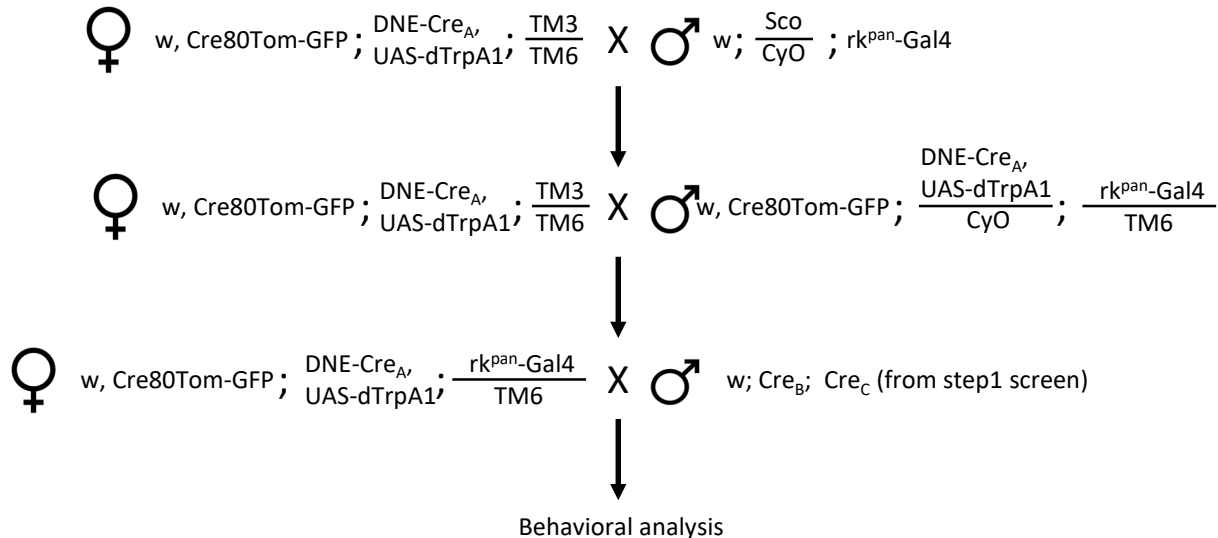 w, Cre80Tom-GFP ; DNE-CreA, UAS-dTrpA1 ; TM3 / TM6 X w ; Sco / CyO ; rkpan-Gal4
w, Cre80Tom-GFP ; DNE-CreA, UAS-dTrpA1 ; TM3 / TM6 X w, Cre80Tom-GFP ; DNE-CreA, UAS-dTrpA1 / CyO ; rkpan-Gal4 / TM6
w, Cre80Tom-GFP ; DNE-CreA, UAS-dTrpA1 ; rkpan-Gal4 / TM6 X w; CreB; CreC (from step1 screen)
Behavioral analysis